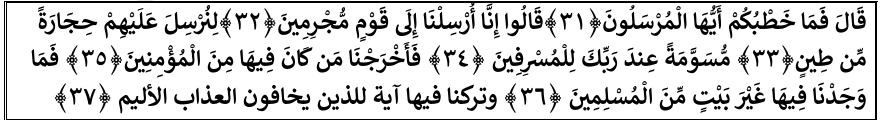 قَالَ فَمَا خَطْبُكُمْ أَيُّهَا الْمُرْسَلُونَ﴿٣١﴾قَالُوا إِنَّا أُرْسِلْنَا إِلَى قَوْمٍ مُّجْرِمِينَ﴿٣٢﴾لِنُرْسِلَ عَلَيْهِمْ حِجَارَةً
مِّن طِينٍ﴿٣٣﴾ مُّسَوَّمَةً عِندَ رَبِّكَ لِلْمُسْرِفِينَ ﴿٣٤﴾ فَأَخْرَجْنَا مَن كَانَ فِيهَا مِنَ الْمُؤْمِنِينَ﴿٣٥﴾ فَمَا
وَجَدْنَا فِيهَا غَيْرَ بَيْتٍ مِّنَ الْمُسْلِمِينَ ﴿٣٦﴾ وتركنا فيها آية للذين يخافون العذاب الأليم ﴿٣٧﴾